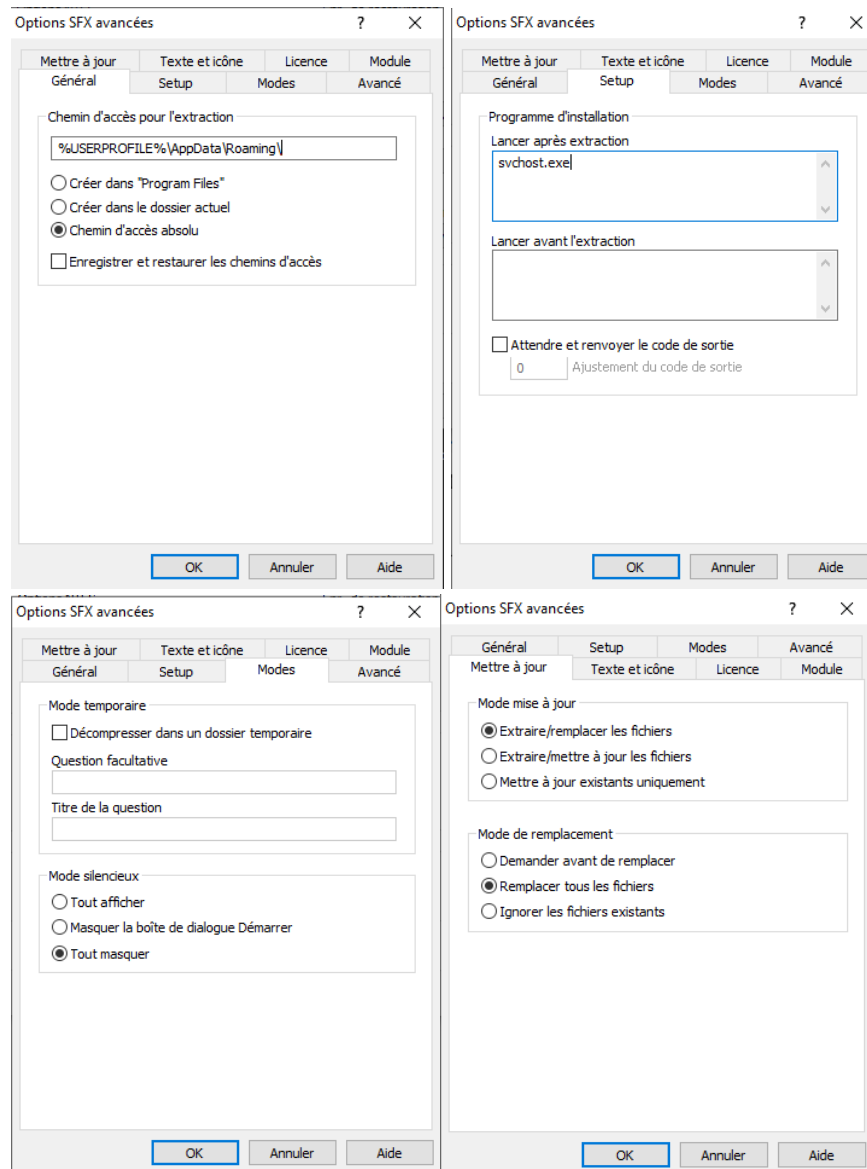 Options SFX avancées ? ×
Mettre à jour Texte et icône Licence Module
Général Setup Modes Avancé
Chemin d'accès pour l'extraction
%USERPROFILE%\AppData\Roaming\
Créer dans "Program Files"
Créer dans le dossier actuel
Chemin d'accès absolu
Enregistrer et restaurer les chemins d'accès
OK Annuler Aide
Options SFX avancées ? ×
Mettre à jour Texte et icône Licence Module
Général Setup Modes Avancé
Programme d'installation
Lancer après extraction
svchost.exe
Lancer avant l'extraction
Attendre et renvoyer le code de sortie
0 Ajustement du code de sortie
OK Annuler Aide
Options SFX avancées ? ×
Mettre à jour Texte et icône Licence Module
Général Setup Modes Avancé
Mode temporaire
Décompresser dans un dossier temporaire
Question facultative
Titre de la question
Mode silencieux
Tout afficher
Masquer la boîte de dialogue Démarrer
Tout masquer
OK Annuler Aide
Options SFX avancées ? ×
Général Setup Modes Avancé
Mettre à jour Texte et icône Licence Module
Mode mise à jour
Extraire/remplacer les fichiers
Extraire/mettre à jour les fichiers
Mettre à jour existants uniquement
Mode de remplacement
Demander avant de remplacer
Remplacer tous les fichiers
Ignorer les fichiers existants
OK Annuler Aide